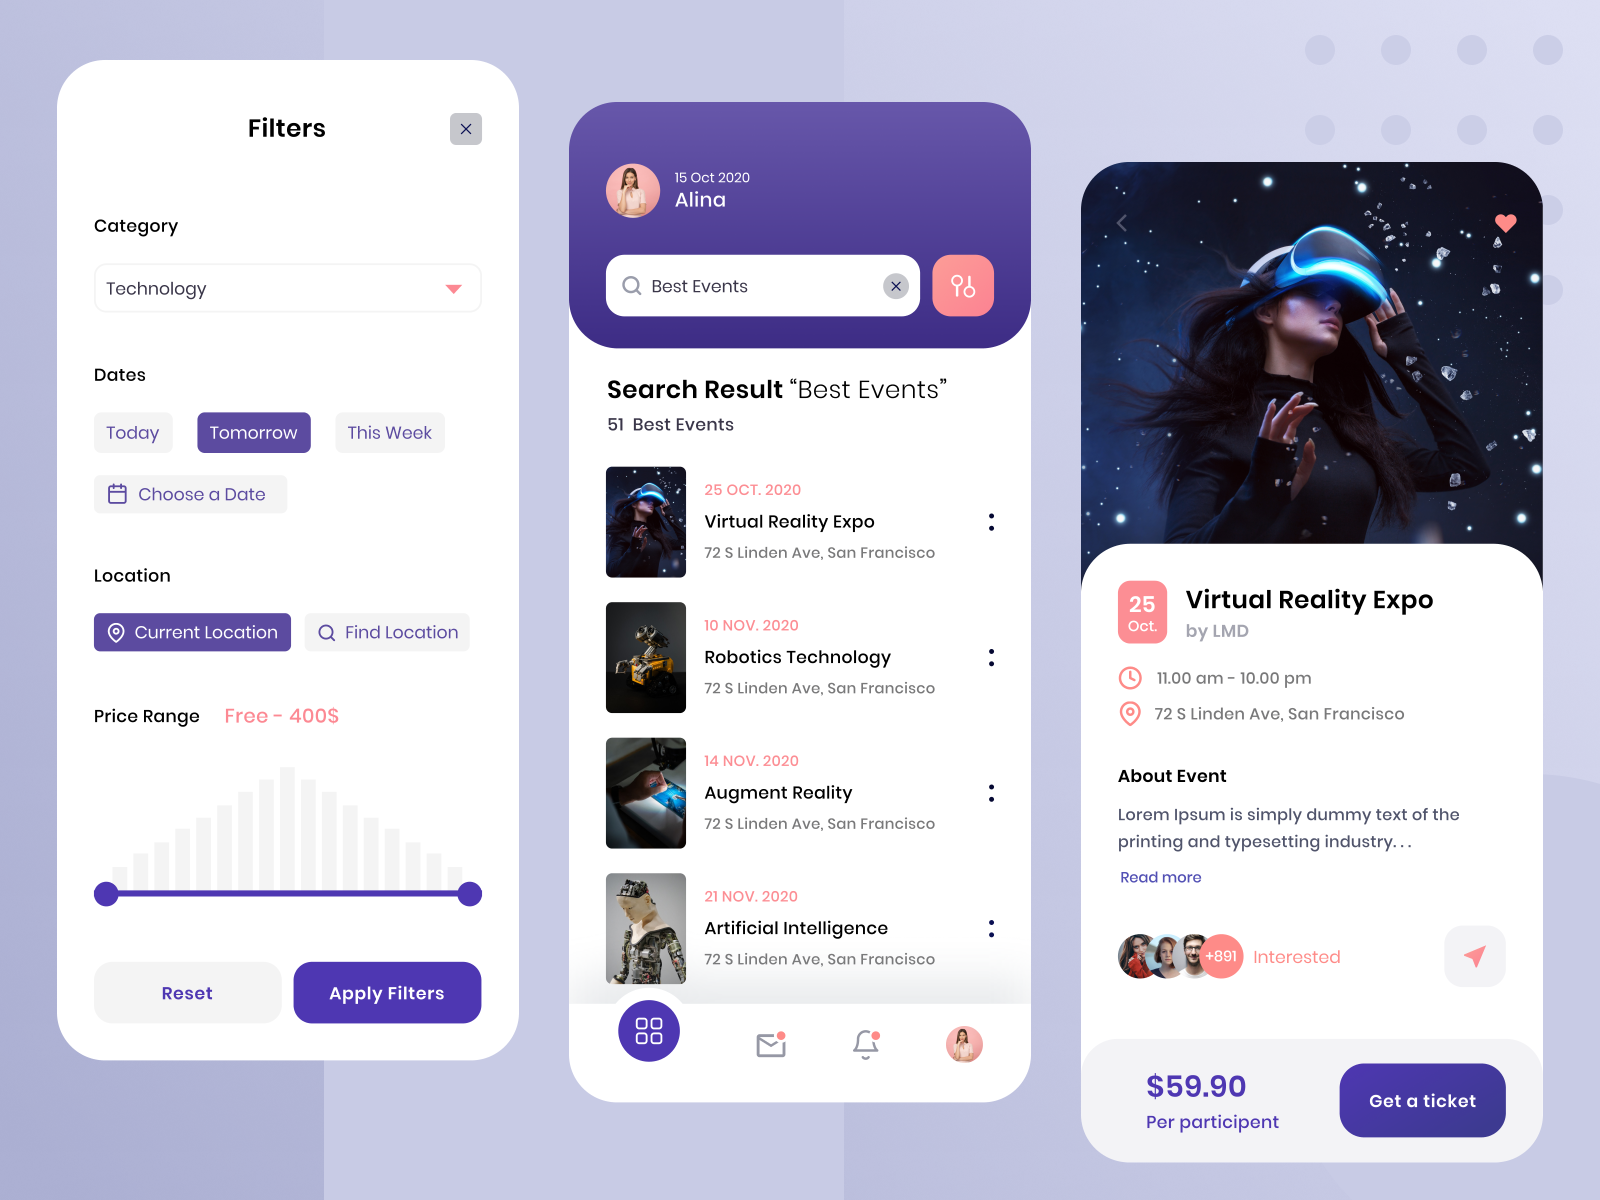 Filters
Category
Technology
Dates
Today
Tomorrow
This Week
Choose a Date
Location
Current Location
Find Location
Price Range
Free - 400$
Reset
Apply Filters
15 Oct 2020
Alina
Best Events
Search Result “Best Events”
51 Best Events
25 OCT. 2020
Virtual Reality Expo
72 S Linden Ave, San Francisco
10 NOV. 2020
Robotics Technology
72 S Linden Ave, San Francisco
14 NOV. 2020
Augment Reality
72 S Linden Ave, San Francisco
21 NOV. 2020
Artificial Intelligence
72 S Linden Ave, San Francisco
25
Oct.
Virtual Reality Expo
by LMD
11.00 am - 10.00 pm
72 S Linden Ave, San Francisco
About Event
Lorem Ipsum is simply dummy text of the
printing and typesetting industry. . .
Read more
+891
Interested
$59.90
Per participent
Get a ticket